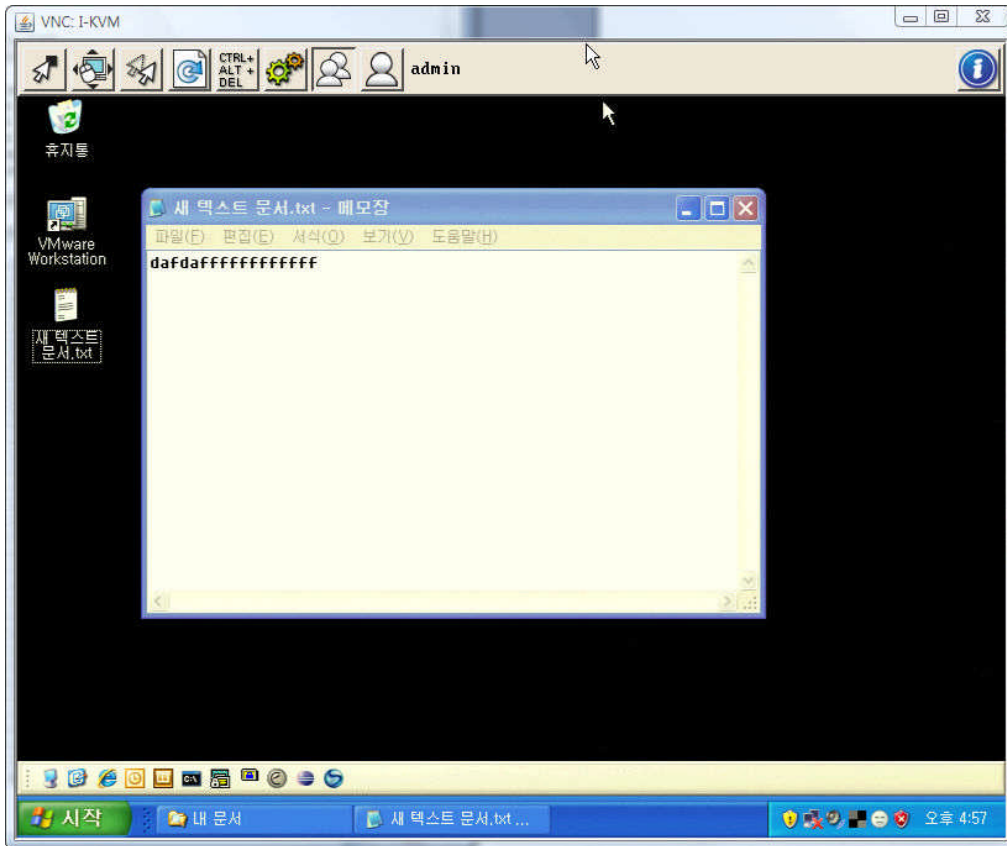 VNC: I-KVM
CTRL+
ALT +
DEL
admin
휴지통
VMware
Workstation
새 텍스트
문서.txt
새 텍스트 문서.txt - 메모장
파일(F) 편집(E) 서식(O) 보기(V) 도움말(H)
dafdaffffffffffff
시작
내 문서
새 텍스트 문서.txt ...
오후 4:57